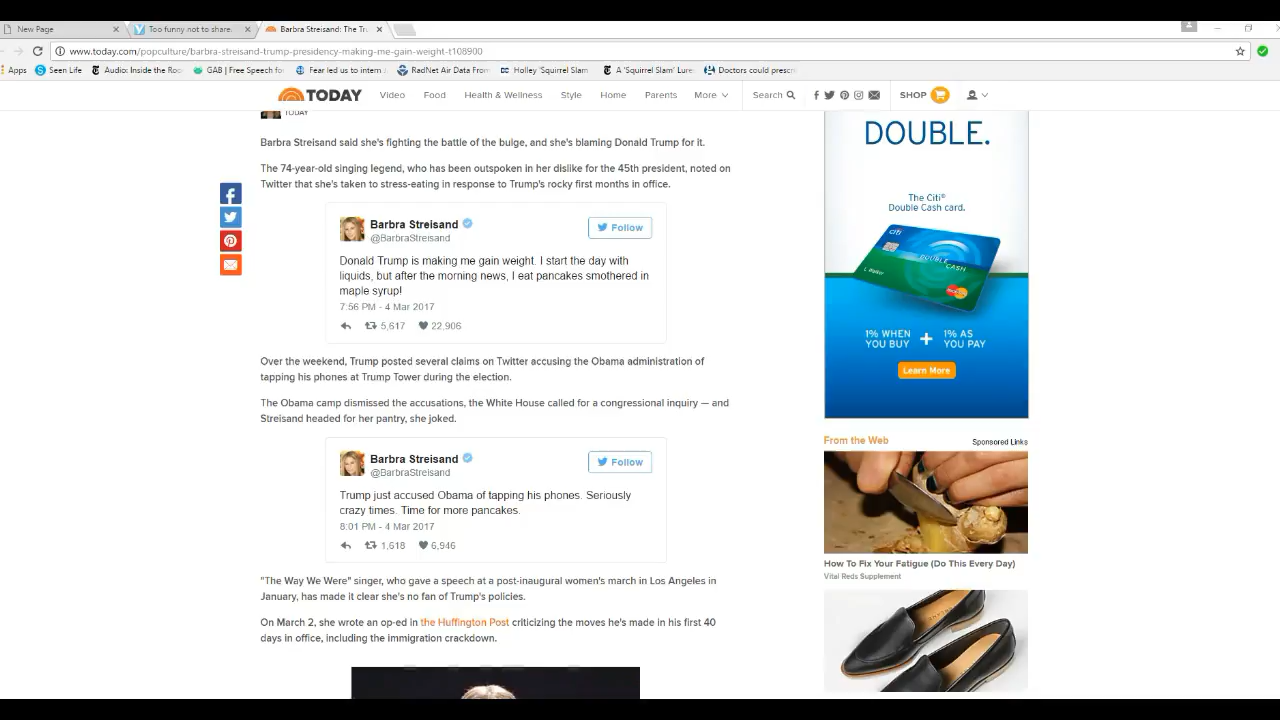 New Page
Too funny not to share.
Barbra Streisand: The Tr
www.today.com/popculture/barbra-streisand-trump-presidency-making-me-gain-weight-t108900
Apps
Seen Life
Audio: Inside the Roo
GAB | Free Speech fo
Fear led us to intern
RadNet Air Data From
Holley 'Squirrel Slam
A 'Squirrel Slam' Lure
Doctors could prescr
TODAY
Video
Food
Health & Wellness
Style
Home
Parents
More
Search
SHOP
TODAY
Barbra Streisand said she's fighting the battle of the bulge, and she's blaming Donald Trump for it.
The 74-year-old singing legend, who has been outspoken in her dislike for the 45th president, noted on
Twitter that she's taken to stress-eating in response to Trump's rocky first months in office.
Barbra Streisand
@BarbraStreisand
Follow
Donald Trump is making me gain weight. I start the day with
liquids, but after the morning news, I eat pancakes smothered in
maple syrup!
7:56 PM - 4 Mar 2017
5,617 22,906
Over the weekend, Trump posted several claims on Twitter accusing the Obama administration of
tapping his phones at Trump Tower during the election.
The Obama camp dismissed the accusations, the White House called for a congressional inquiry — and
Streisand headed for her pantry, she joked.
Barbra Streisand
@BarbraStreisand
Follow
Trump just accused Obama of tapping his phones. Seriously
crazy times. Time for more pancakes.
8:01 PM - 4 Mar 2017
1,618 6,946
"The Way We Were" singer, who gave a speech at a post-inaugural women's march in Los Angeles in
January, has made it clear she's no fan of Trump's policies.
On March 2, she wrote an op-ed in the Huffington Post criticizing the moves he's made in his first 40
days in office, including the immigration crackdown.
DOUBLE.
The Citi®
Double Cash card.
citi
DOUBLE CASH
L Walker
MasterCard
1% WHEN
YOU BUY
+
1% AS
YOU PAY
Learn More
From the Web
Sponsored Links
How To Fix Your Fatigue (Do This Every Day)
Vital Reds Supplement